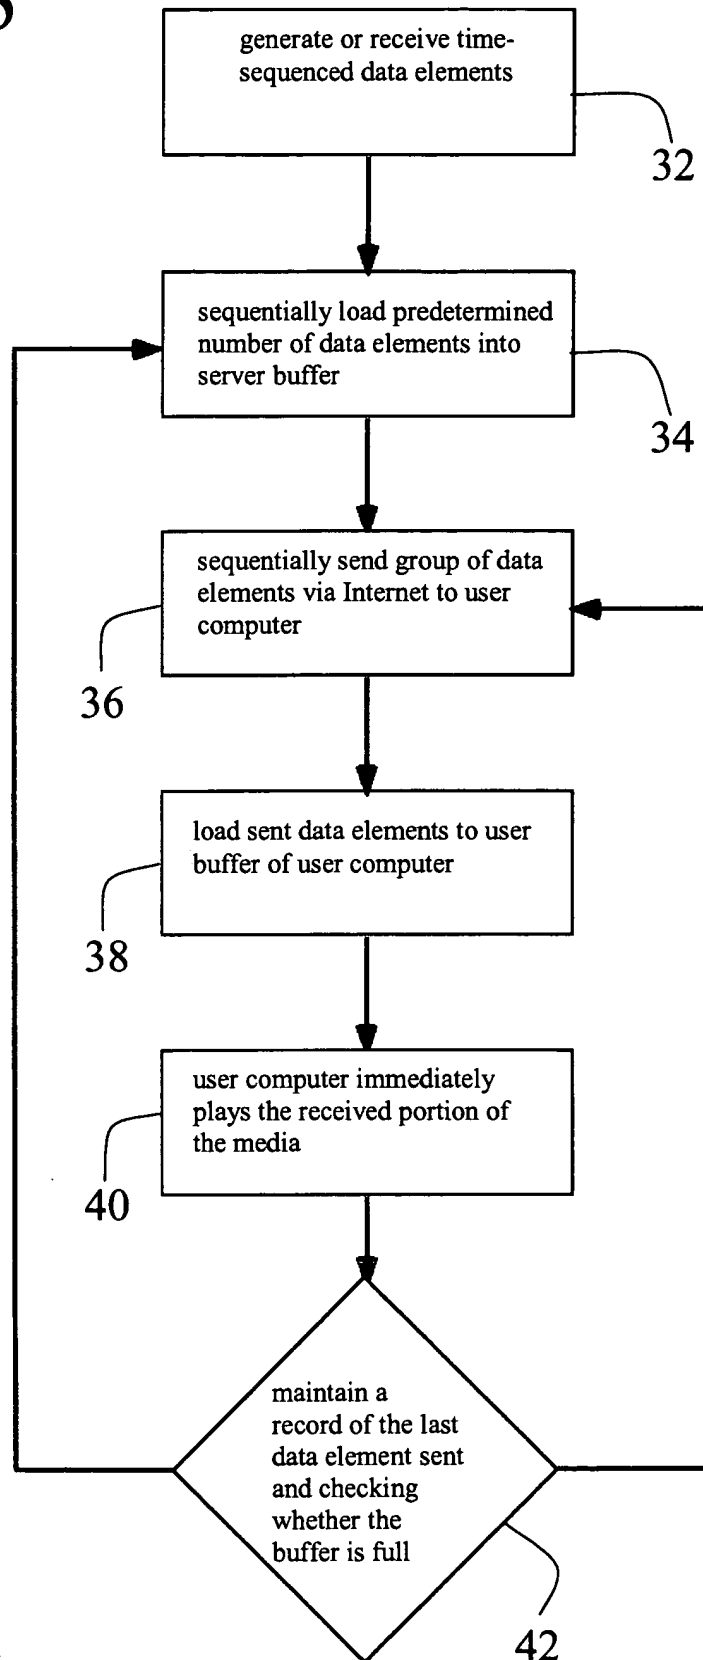 generate or receive time-
sequenced data elements
32
sequentially load predetermined
number of data elements into
server buffer
34
sequentially send group of data
elements via Internet to user
computer
36
load sent data elements to user
buffer of user computer
38
user computer immediately
plays the received portion of
the media
40
maintain a
record of the last
data element sent
and checking
whether the
buffer is full
42